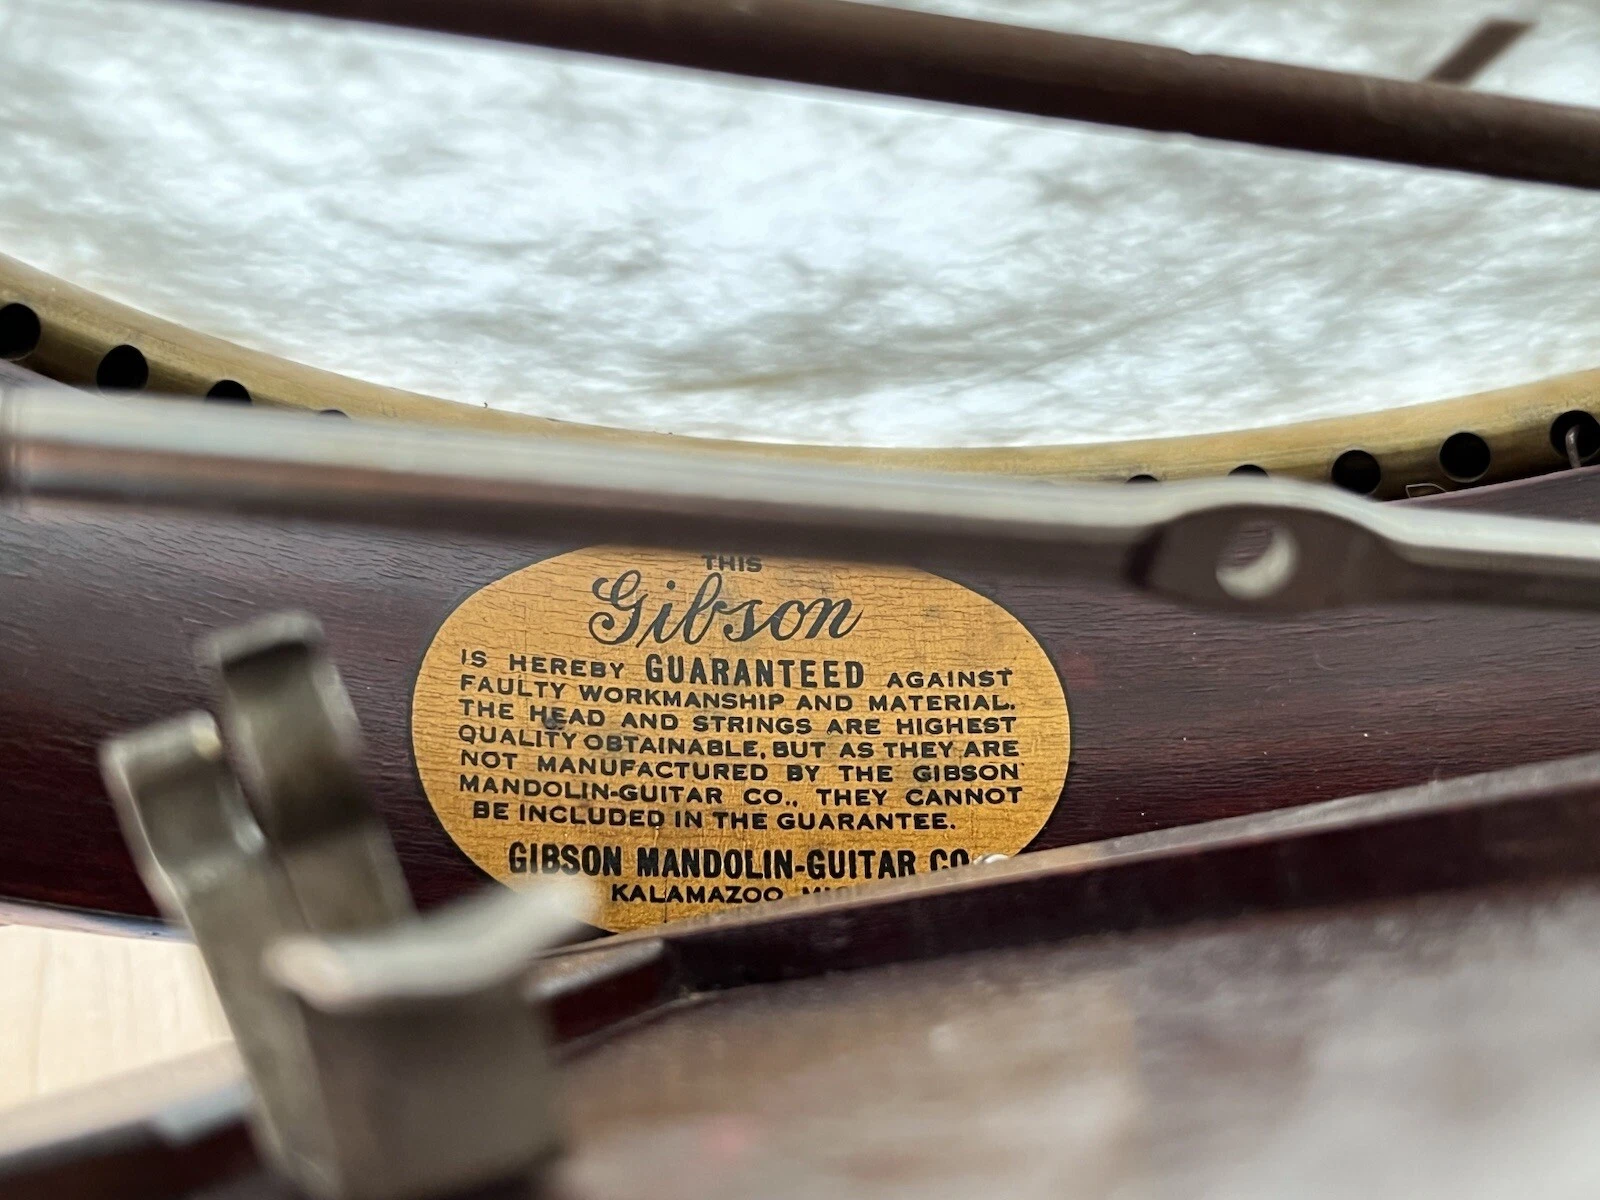 THIS
Gibson
IS HEREBY GUARANTEED AGAINST
FAULTY WORKMANSHIP AND MATERIAL.
THE HEAD AND STRINGS ARE HIGHEST
QUALITY OBTAINABLE, BUT AS THEY ARE
NOT MANUFACTURED BY THE GIBSON
MANDOLIN-GUITAR CO., THEY CANNOT
BE INCLUDED IN THE GUARANTEE.
GIBSON MANDOLIN-GUITAR CO
KALAMAZOO